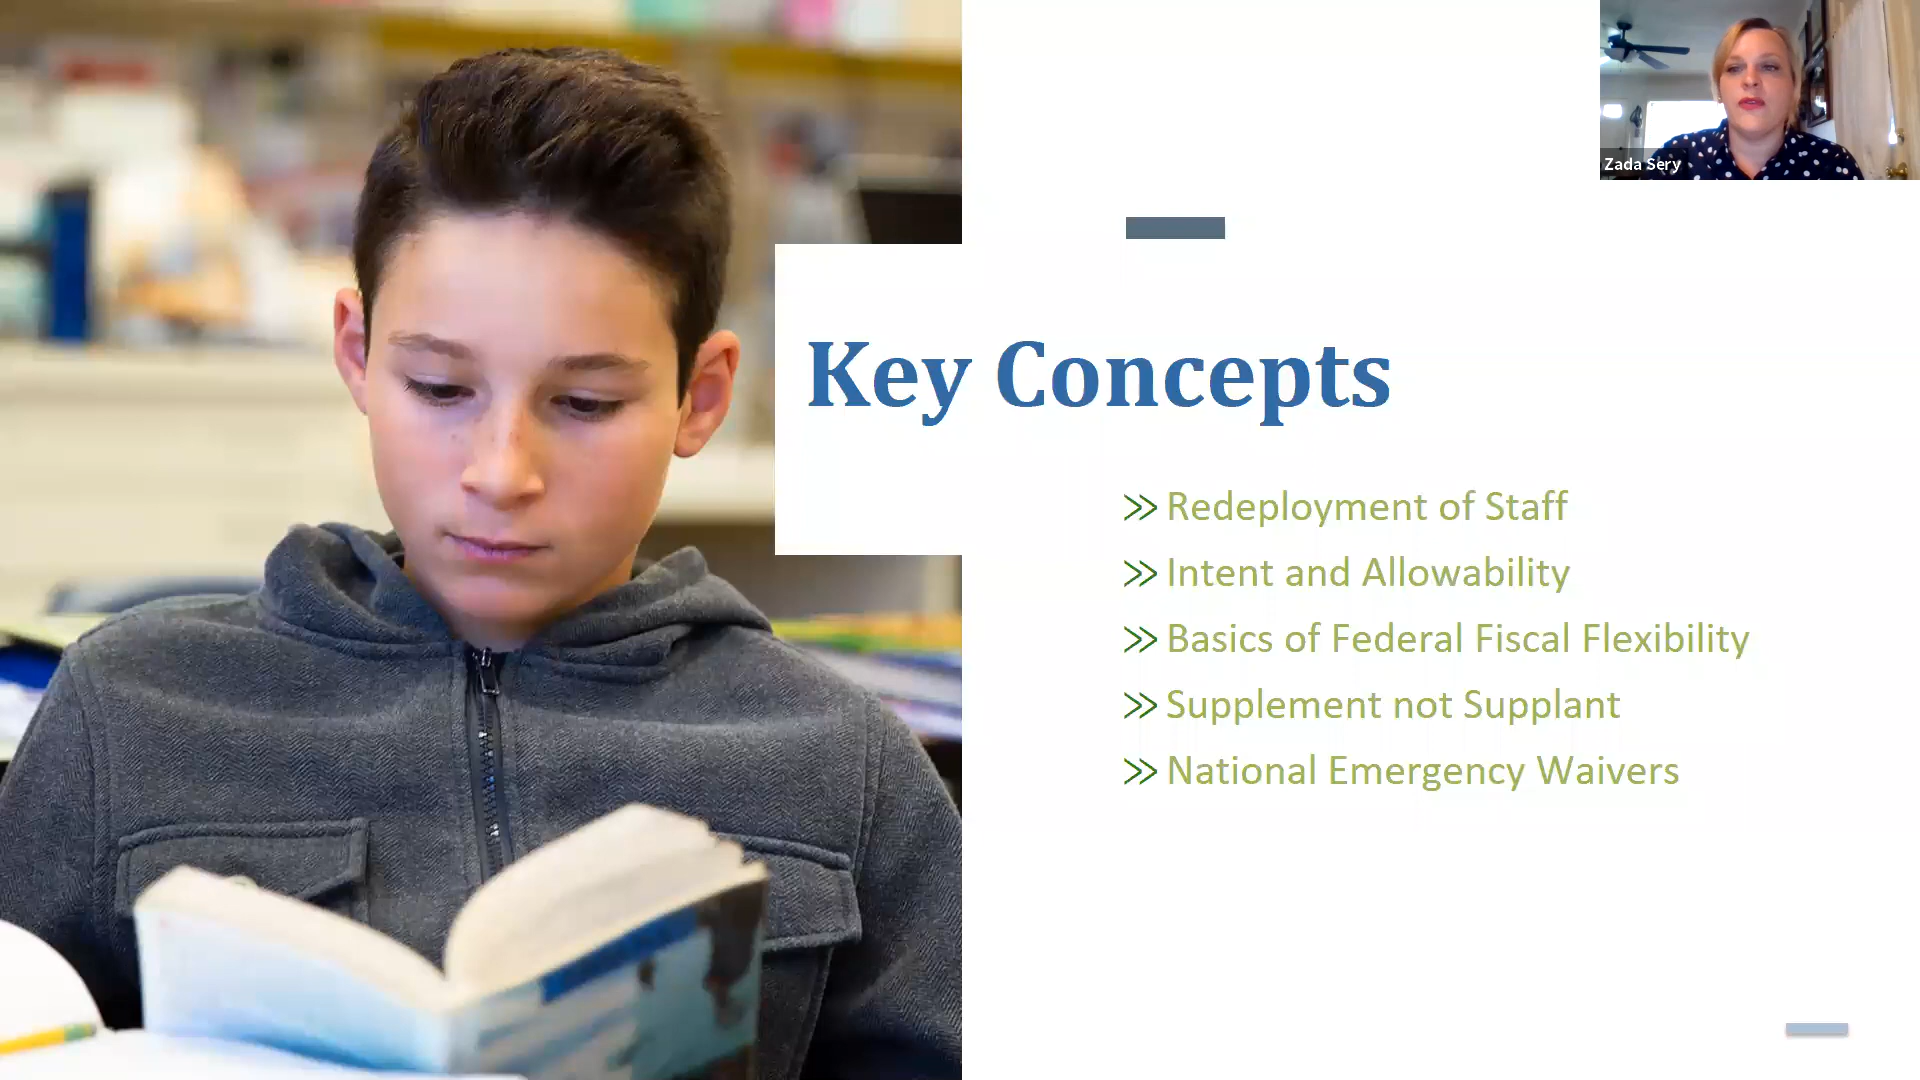 Zada Sery
Key Concepts
Redeployment of Staff
Intent and Allowability
Basics of Federal Fiscal Flexibility
Supplement not Supplant
National Emergency Waivers